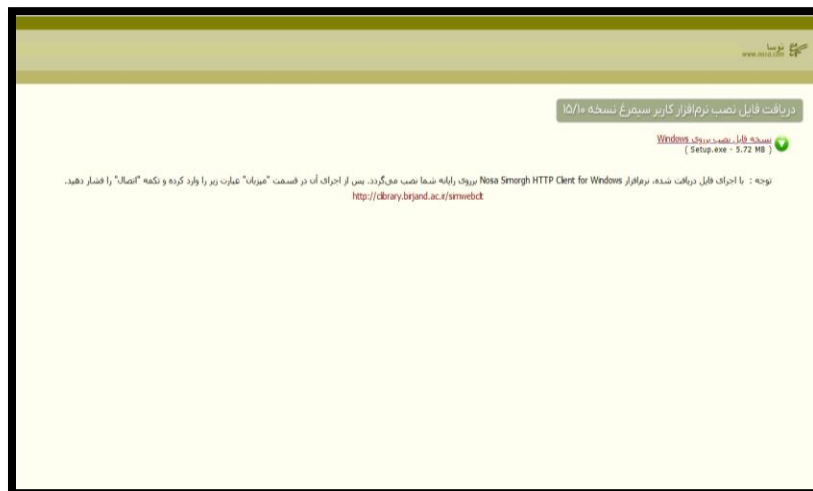 نوسا
www.nosa.com
دریافت فایل نصب نرم‌افزار کاربر سیمرغ نسخه ۱۵/۱۰
نسخه فایل نصب برروی Windows
( Setup.exe - 5.72 MB )
توجه : با اجرای فایل دریافت شده، نرم‌افزار Nosa Simorgh HTTP Client for Windows برروی رایانه شما نصب می‌گردد. پس از اجرای آن در قسمت "میزبان" عبارت زیر را وارد کرده و تکمه "اتصال" را فشار دهید.
http://clibrary.birjand.ac.ir/simwebclt